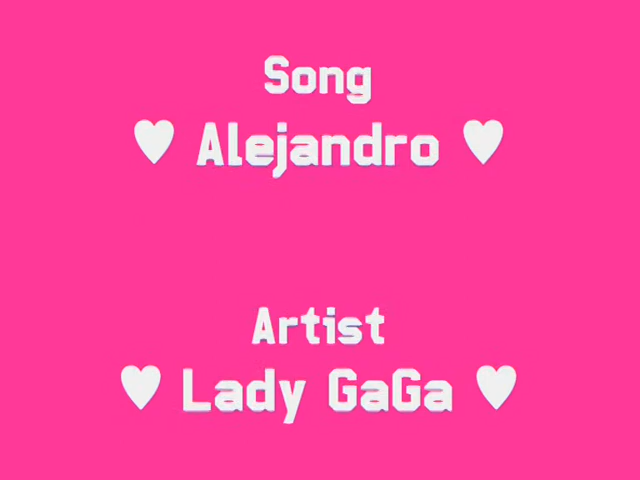 Song
♥ Alejandro ♥
Artist
♥ Lady GaGa ♥